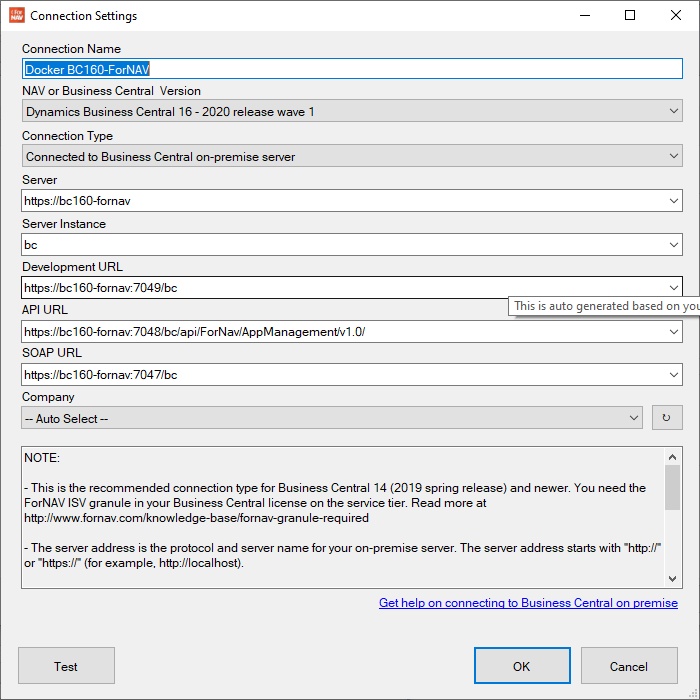 I For
NAV
Connection Settings
Connection Name
Docker BC160-ForNAV
NAV or Business Central  Version
Dynamics Business Central 16 - 2020 release wave 1
Connection Type
Connected to Business Central on-premise server
Server
https://bc160-fornav
Server Instance
bc
Development URL
https://bc160-fornav:7049/bc
This is auto generated based on you
API URL
https://bc160-fornav:7048/bc/api/ForNav/AppManagement/v1.0/
SOAP URL
https://bc160-fornav:7047/bc
Company
-- Auto Select --
NOTE:
- This is the recommended connection type for Business Central 14 (2019 spring release) and newer. You need the
ForNAV ISV granule in your Business Central license on the service tier. Read more at
http://www.fornav.com/knowledge-base/fornav-granule-required
- The server address is the protocol and server name for your on-premise server. The server address starts with "http://"
or "https://" (for example, http://localhost).
Get help on connecting to Business Central on premise
Test
OK
Cancel